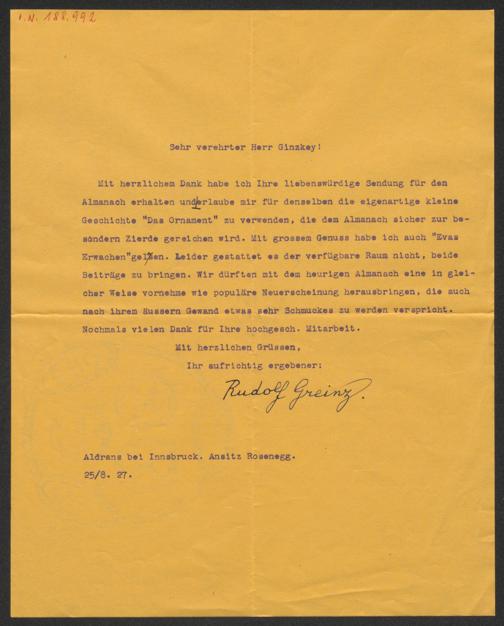 I.N. 188.992
Sehr verehrter Herr Ginzkey!
Mit herzlichem Dank habe ich Ihre liebenswürdige Sendung für den
Almanach erhalten und erlaube mir für denselben die eigenartige kleine
Geschichte "Das Ornament" zu verwenden, die dem Almanach sicher zur be-
sondern Zierde gereichen wird. Mit grossem Genuss habe ich auch "Evas
Erwachen" gelesen. Leider gestattet es der verfügbare Raum nicht, beide
Beiträge zu bringen. Wir dürften mit dem heurigen Almanach eine in glei-
cher Weise vornehme wie populäre Neuerscheinung herausbringen, die auch
nach ihrem äussern Gewand etwas sehr Schmuckes zu werden verspricht.
Nochmals vielen Dank für Ihre hochgesch. Mitarbeit.
Mit herzlichen Grüssen,
Ihr aufrichtig ergebener:
Rudolf Greinz.
Aldrans bei Innsbruck. Ansitz Rosenegg.
25/8. 27.